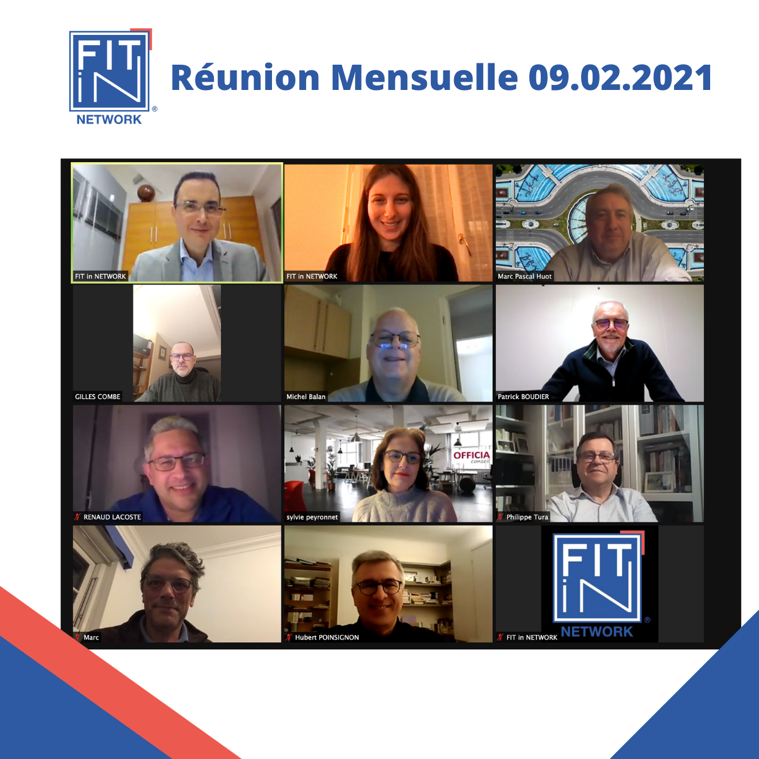 FIT
iN
NETWORK
®
Réunion Mensuelle 09.02.2021
FIT in NETWORK
FIT in NETWORK
Marc Pascal Huot
GILLES COMBE
Michel Balan
Patrick BOUDIER
RENAUD LACOSTE
sylvie peyronnet
OFFICIA
conseil
Philippe Tura
Marc
Hubert POINSIGNON
FIT
iN
NETWORK
®
FIT in NETWORK